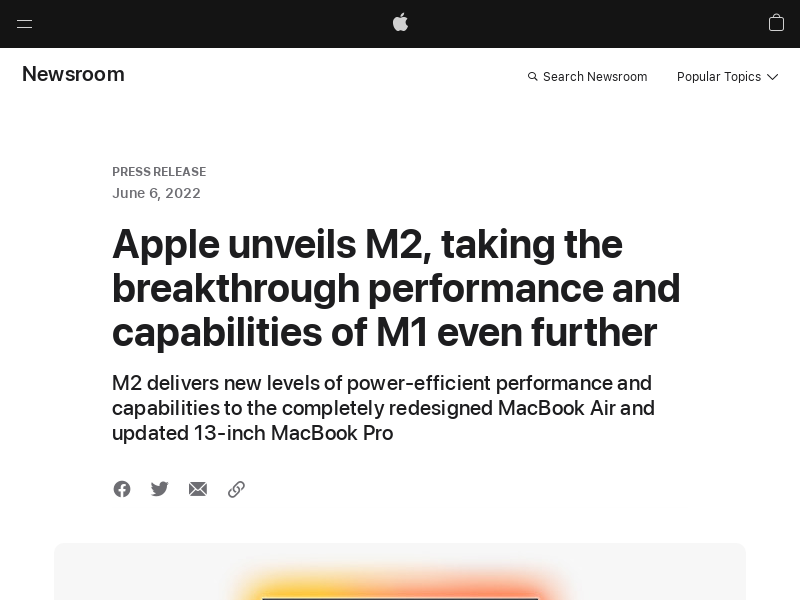 Newsroom
Search Newsroom
Popular Topics
PRESS RELEASE
June 6, 2022
Apple unveils M2, taking the
breakthrough performance and
capabilities of M1 even further
M2 delivers new levels of power-efficient performance and
capabilities to the completely redesigned MacBook Air and
updated 13-inch MacBook Pro